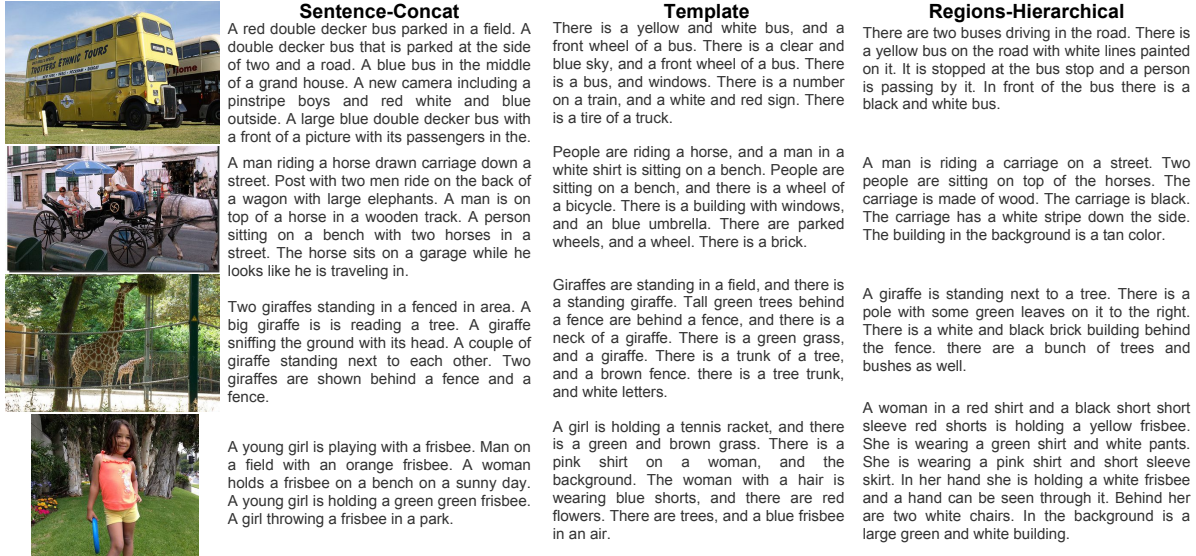 Sentence-Concat
Template
Regions-Hierarchical
TROTTERS ETHNIC TOURS
Home
A red double decker bus parked in a field. A
double decker bus that is parked at the side
of two and a road. A blue bus in the middle
of a grand house. A new camera including a
pinstripe boys and red white and blue
outside. A large blue double decker bus with
a front of a picture with its passengers in the.
There is a yellow and white bus, and a
front wheel of a bus. There is a clear and
blue sky, and a front wheel of a bus. There
is a bus, and windows. There is a number
on a train, and a white and red sign. There
is a tire of a truck.
There are two buses driving in the road. There is
a yellow bus on the road with white lines painted
on it. It is stopped at the bus stop and a person
is passing by it. In front of the bus there is a
black and white bus.
A man riding a horse drawn carriage down a
street. Post with two men ride on the back of
a wagon with large elephants. A man is on
top of a horse in a wooden track. A person
sitting on a bench with two horses in a
street. The horse sits on a garage while he
looks like he is traveling in.
People are riding a horse, and a man in a
white shirt is sitting on a bench. People are
sitting on a bench, and there is a wheel of
a bicycle. There is a building with windows,
and an blue umbrella. There are parked
wheels, and a wheel. There is a brick.
A man is riding a carriage on a street. Two
people are sitting on top of the horses. The
carriage is made of wood. The carriage is black.
The carriage has a white stripe down the side.
The building in the background is a tan color.
Two giraffes standing in a fenced in area. A
big giraffe is is reading a tree. A giraffe
sniffing the ground with its head. A couple of
giraffe standing next to each other. Two
giraffes are shown behind a fence and a
fence.
Giraffes are standing in a field, and there is
a standing giraffe. Tall green trees behind
a fence are behind a fence, and there is a
neck of a giraffe. There is a green grass,
and a giraffe. There is a trunk of a tree,
and a brown fence. there is a tree trunk,
and white letters.
A giraffe is standing next to a tree. There is a
pole with some green leaves on it to the right.
There is a white and black brick building behind
the fence. there are a bunch of trees and
bushes as well.
A young girl is playing with a frisbee. Man on
a field with an orange frisbee. A woman
holds a frisbee on a bench on a sunny day.
A young girl is holding a green green frisbee.
A girl throwing a frisbee in a park.
A girl is holding a tennis racket, and there
is a green and brown grass. There is a
pink shirt on a woman, and the
background. The woman with a hair is
wearing blue shorts, and there are red
flowers. There are trees, and a blue frisbee
in an air.
A woman in a red shirt and a black short short
sleeve red shorts is holding a yellow frisbee.
She is wearing a green shirt and white pants.
She is wearing a pink shirt and short sleeve
skirt. In her hand she is holding a white frisbee
and a hand can be seen through it. Behind her
are two white chairs. In the background is a
large green and white building.